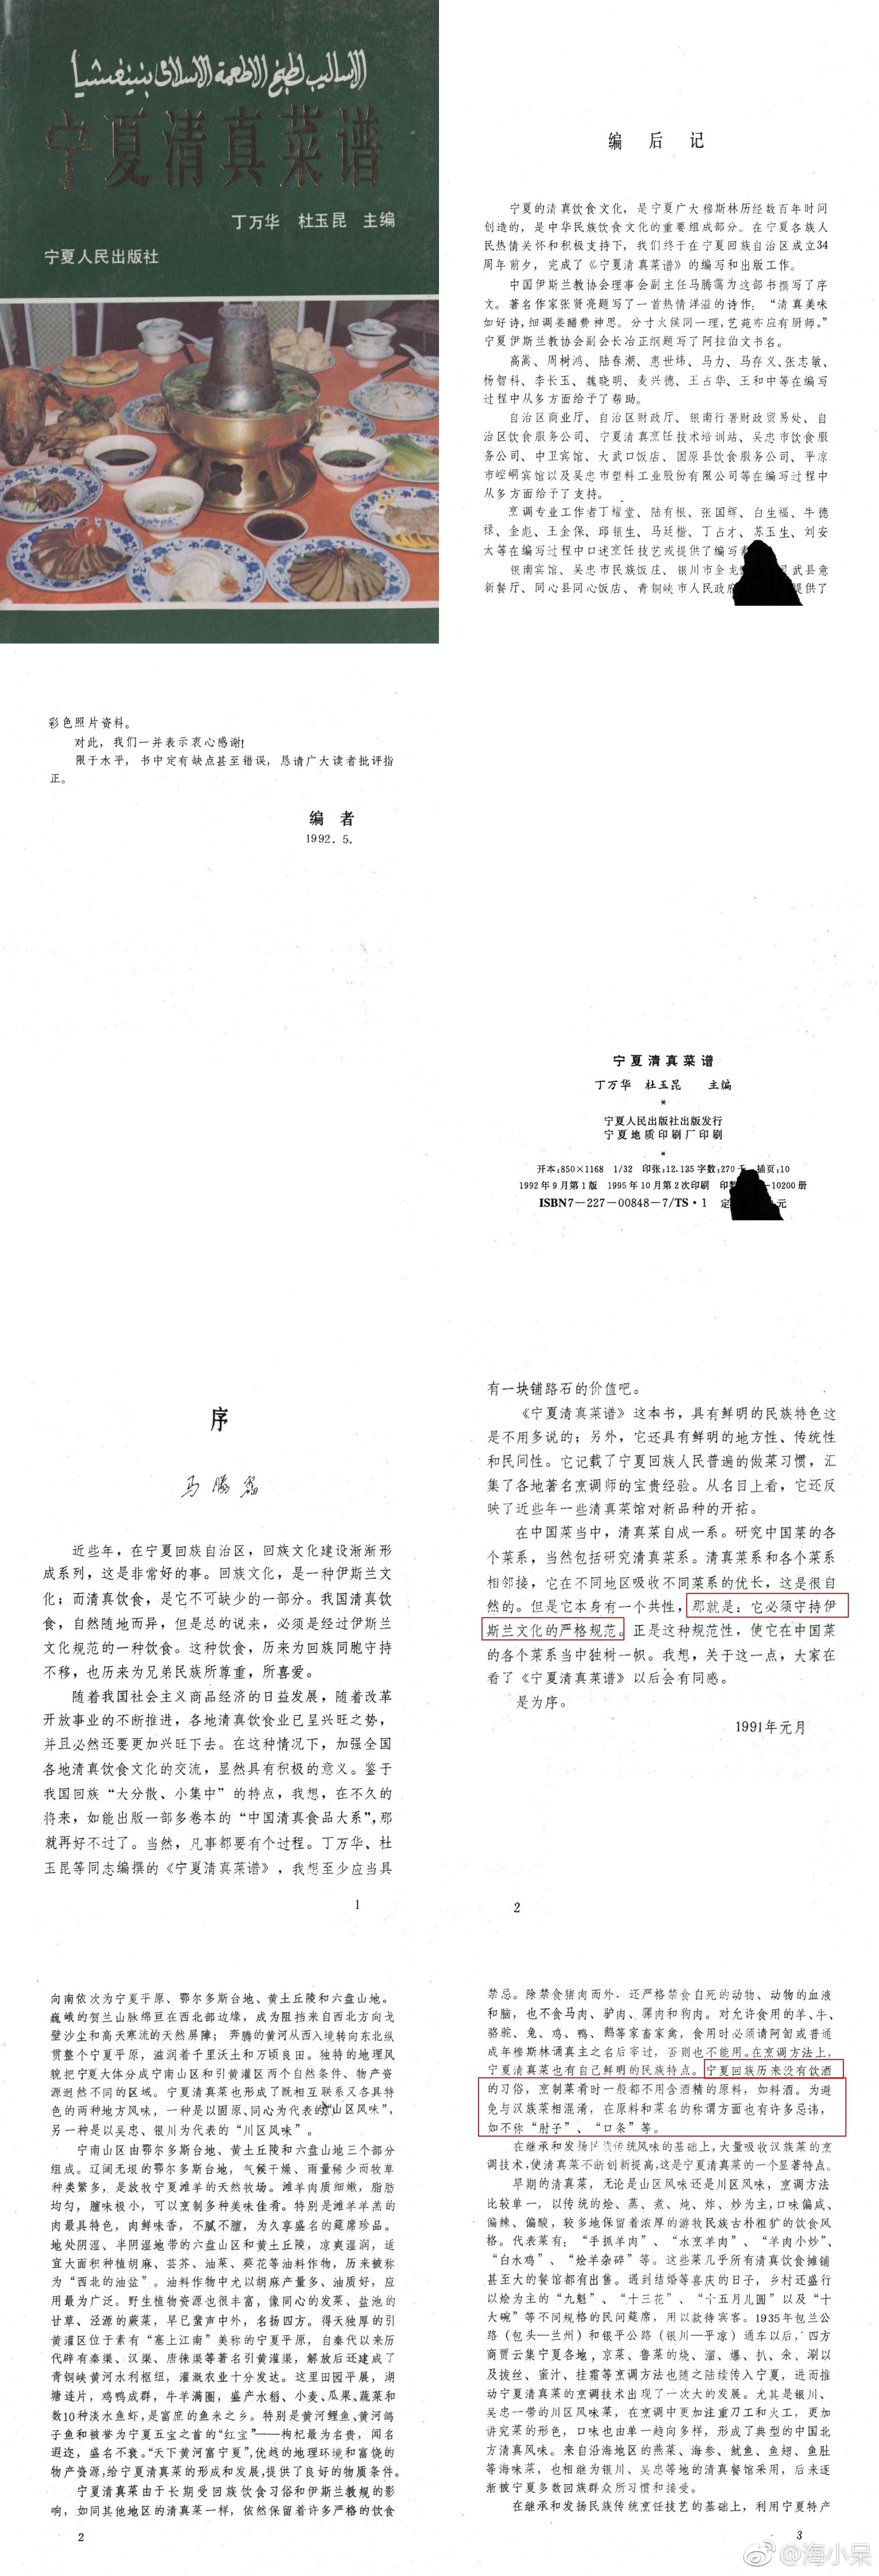 الاساليب لطبخ الاطعمة الاسلامية بنينغشيا
宁夏清真菜谱
丁万华 杜玉昆 主编
宁夏人民出版社
编后记
宁夏的清真饮食文化，是宁夏广大穆斯林历经数百年时间
创造的，是中华民族饮食文化的重要组成部分。在宁夏各族人
民热情关怀和积极支持下，我们终于在宁夏回族自治区成立34
周年前夕，完成了《宁夏清真菜谱》的编写和出版工作。
中国伊斯兰教协会理事会副主任马腾霭为这部书撰写了序
文。著名作家张贤亮题写了一首热情洋溢的诗作：“清真美味
如好诗，细调姜醋费神思。分寸火侯同一理，艺苑亦应有厨师。”
宁夏伊斯兰教协会副会长冶正纲题写了阿拉伯文书名。
高嵩、周树鸿、陆春潮、惠世炜、马力、马存义、张志敏、
杨智科、李长玉、魏晓明、麦兴德、王占华、王和中等在编写
过程中从多方面给予了帮助。
自治区商业厅、自治区财政厅、银南行署财政贸易处、自
治区饮食服务公司、宁夏清真烹饪技术培训站、吴忠市饮食服
务公司、中卫宾馆、大武口饭店、固原县饮食服务公司、平凉
市崆峒宾馆以及吴忠市塑料工业股份有限公司等在编写过程中
从多方面给予了支持。
烹调专业工作者丁耀堂、陆有根、张国辉、白生福、牛德
禄、金彪、王金保、邱银生、马廷楷、丁占才、苏玉生、刘安
太等在编写过程中口述烹饪技艺或提供了编写
银南宾馆、吴忠市民族饭庄、银川市金龙 武县意
新餐厅、同心县同心饭店、青铜峡市人民政府 提供了
彩色照片资料。
对此，我们一并表示衷心感谢！
限于水平，书中定有缺点甚至错误，恳请广大读者批评指
正。
编者
1992.5.
宁夏清真菜谱
丁万华 杜玉昆 主编
*
宁夏人民出版社出版发行
宁夏地质印刷厂印刷
*
开本：850×1168 1/32 印张：12.125 字数：270千 插页：10
1992年9月第1版 1995年10月第2次印刷 印数 —10200册
ISBN7—227—00848—7/TS·1 定 元
序
马腾霭
近些年，在宁夏回族自治区，回族文化建设渐渐形
成系列，这是非常好的事。回族文化，是一种伊斯兰文
化；而清真饮食，是它不可缺少的一部分。我国清真饮
食，自然随地而异，但是总的说来，必须是经过伊斯兰
文化规范的一种饮食。这种饮食，历来为回族同胞守持
不移，也历来为兄弟民族所尊重，所喜爱。
随着我国社会主义商品经济的日益发展，随着改革
开放事业的不断推进，各地清真饮食业已呈兴旺之势，
并且必然还要更加兴旺下去。在这种情况下，加强全国
各地清真饮食文化的交流，显然具有积极的意义。鉴于
我国回族“大分散、小集中”的特点，我想，在不久的
将来，如能出版一部多卷本的“中国清真食品大系”，那
就再好不过了。当然，凡事都要有个过程。丁万华、杜
玉昆等同志编撰的《宁夏清真菜谱》，我想至少应当具
1
有一块铺路石的价值吧。
《宁夏清真菜谱》这本书，具有鲜明的民族特色这
是不用多说的；另外，它还具有鲜明的地方性、传统性
和民间性。它记载了宁夏回族人民普遍的做菜习惯，汇
集了各地著名烹调师的宝贵经验。从名目上看，它还反
映了近些年一些清真菜馆对新品种的开拓。
在中国菜当中，清真菜自成一系。研究中国菜的各
个菜系，当然包括研究清真菜系。清真菜系和各个菜系
相邻接，它在不同地区吸收不同菜系的优长，这是很自
然的。但是它本身有一个共性，那就是：它必须守持伊
斯兰文化的严格规范。正是这种规范性，使它在中国菜
的各个菜系当中独树一帜。我想，关于这一点，大家在
看了《宁夏清真菜谱》以后会有同感。
是为序。
1991年元月
2
向南依次为宁夏平原、鄂尔多斯台地、黄土丘陵和六盘山地。
巍峨的贺兰山脉绵亘在西北部边缘，成为阻挡来自西北方向戈
壁沙尘和高天寒流的天然屏障；奔腾的黄河从西入境转向东北纵
贯整个宁夏平原，滋润着千里沃土和万顷良田。独特的地理风
貌把宁夏大体分成宁南山区和引黄灌区两个自然条件、物产资
源迥然不同的区域。宁夏清真菜也形成了既相互联系又各具特
色的两种地方风味，一种是以固原、同心为代表的“山区风味”，
另一种是以吴忠、银川为代表的“川区风味”。
宁南山区由鄂尔多斯台地、黄土丘陵和六盘山地三个部分
组成。辽阔无垠的鄂尔多斯台地，气候干燥、雨量稀少而牧草
种类繁多，是放牧宁夏滩羊的天然牧场。滩羊肉质细嫩，脂肪
均匀，膻味极小，可以烹制多种美味佳肴。特别是滩羊羊羔的
肉最具特色，肉鲜味香，不腻不膻，为久享盛名的筵席珍品。
地处阴湿、半阴湿地带的六盘山区和黄土丘陵，凉爽湿润，适
宜大面积种植胡麻、芸芥、油菜、葵花等油料作物，历来被称
为“西北的油盆”。油料作物中尤以胡麻产量多、油质好，应
用最为广泛。野生植物资源也很丰富，像同心的发菜、盐池的
甘草、泾源的蕨菜，早已蜚声中外，名扬四方。得天独厚的引
黄灌区位于素有“塞上江南”美称的宁夏平原，自秦代以来历
代辟有秦渠、汉渠、唐徕渠等著名引黄灌渠，解放后还建成了
青铜峡黄河水利枢纽，灌溉农业十分发达。这里田园平展，湖
塘连片，鸡鸭成群，牛羊满圈，盛产水稻、小麦、瓜果、蔬菜和
数10种淡水鱼虾，是富庶的鱼米之乡。特别是黄河鲤鱼、黄河鸽
子鱼和被誉为宁夏五宝之首的“红宝”——枸杞最为名贵，闻名
遐迩，盛名不衰。“天下黄河富宁夏”，优越的地理环境和富饶的
物产资源，给宁夏清真菜的形成和发展，提供了良好的物质条件。
宁夏清真菜由于长期受回族饮食习俗和伊斯兰教规的影
响，如同其他地区的清真菜一样，依然保留着许多严格的饮食
2
禁忌。除禁食猪肉而外，还严格禁食自死的动物、动物的血液
和脑，也不食马肉、驴肉、骡肉和狗肉。对允许食用的羊、牛、
骆驼、兔、鸡、鸭、鹅等家畜家禽，食用时必须请阿訇或普通
成年穆斯林诵真主之名后宰过，否则也不能用。在烹调方法上，
宁夏清真菜也有自己鲜明的民族特点。宁夏回族历来没有饮酒
的习俗，烹制菜肴时一般都不用含酒精的原料，如料酒。为避
免与汉族菜相混淆，在原料和菜名的称谓方面也有许多忌讳，
如不称“肘子”、“口条”等。
在继承和发扬民族传统风味的基础上，大量吸收汉族菜的烹
调技术，使清真菜不断创新提高，这是宁夏清真菜的一个显著特点。
早期的清真菜，无论是山区风味还是川区风味，烹调方法
比较单一，以传统的烩、蒸、煮、炖、炸、炒为主，口味偏咸、
偏辣、偏酸，较多地保留着浓厚的游牧民族古朴粗犷的饮食风
格。代表菜有：“手抓羊肉”、“水烹羊肉”、“羊肉小炒”、
“白水鸡”、“烩羊杂碎”等。这些菜几乎所有清真饮食摊铺
甚至大的餐馆都有出售。遇到结婚等喜庆的日子，乡村还盛行
以烩为主的“九魁”、“十三花”、“十五月儿圆”以及“十
大碗”等不同规格的民间筵席，用以款待宾客。1935年包兰公
路（包头—兰州）和银平公路（银川—平凉）通车以后，四方
商贾云集宁夏各地，京菜、鲁菜的烧、溜、爆、扒、汆、涮以
及拔丝、蜜汁、挂霜等烹调方法也随之陆续传入宁夏，进而推
动宁夏清真菜的烹调技术出现了一次大的发展。尤其是银川、
吴忠一带的川区风味菜，在烹调中更加注重刀工和火工，更加
讲究菜的形色，口味也由单一趋向多样，形成了典型的中国北
方清真风味。来自沿海地区的燕菜、海参、鱿鱼、鱼翅、鱼肚
等海味菜，也相继为银川、吴忠等地的清真餐馆采用，后来逐
渐被宁夏多数回族群众所习惯和接受。
在继承和发扬民族传统烹饪技艺的基础上，利用宁夏特产
3
@海小呆